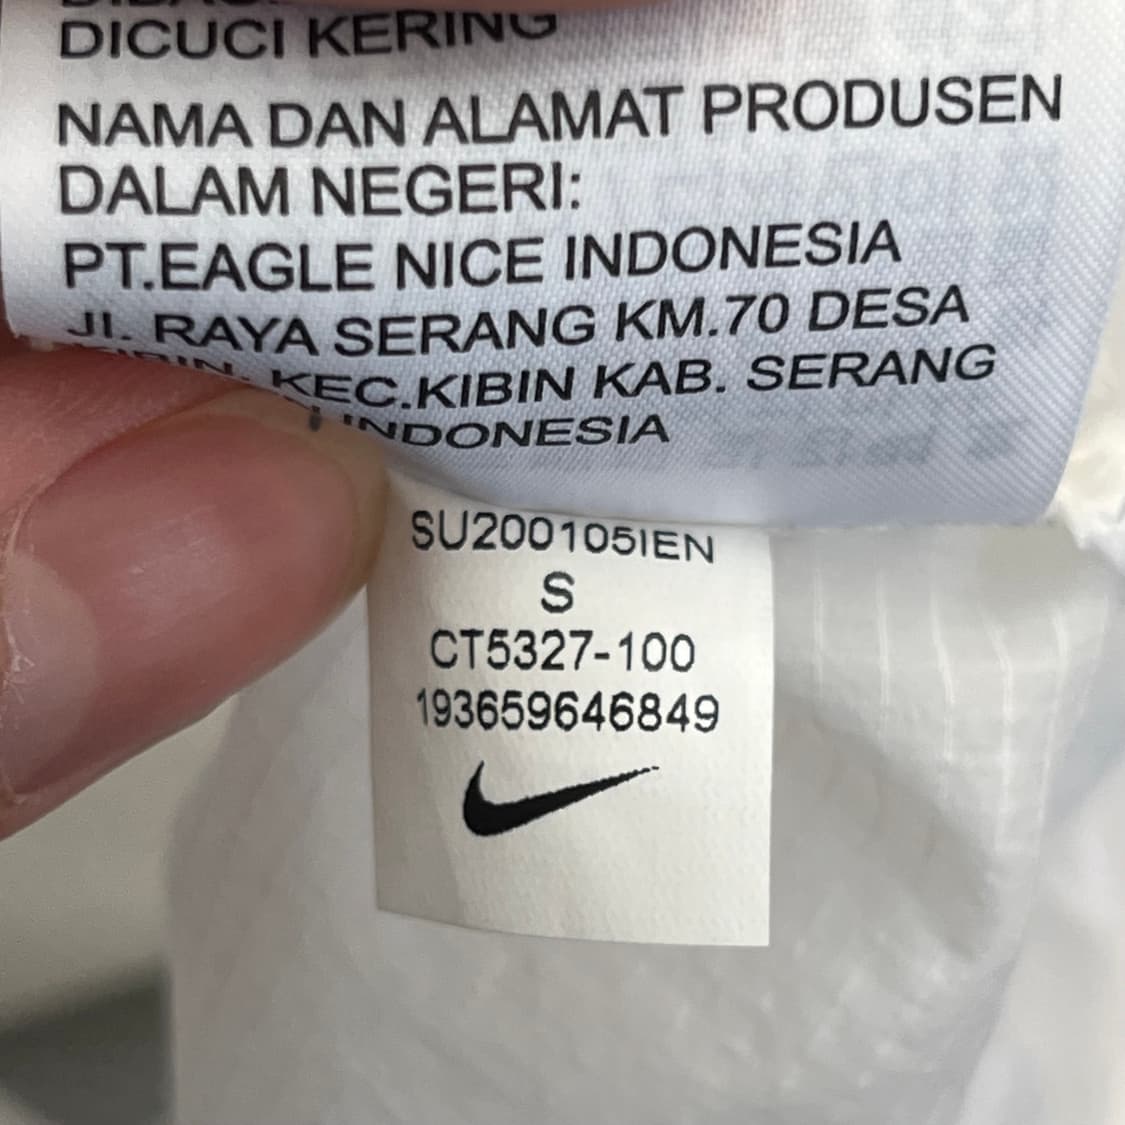 DICUCI KERING
NAMA DAN ALAMAT PRODUSEN
DALAM NEGERI:
PT.EAGLE NICE INDONESIA
Jl. RAYA SERANG KM.70 DESA
KEC.KIBIN KAB. SERANG
INDONESIA
SU200105IEN
S
CT5327-100
193659646849